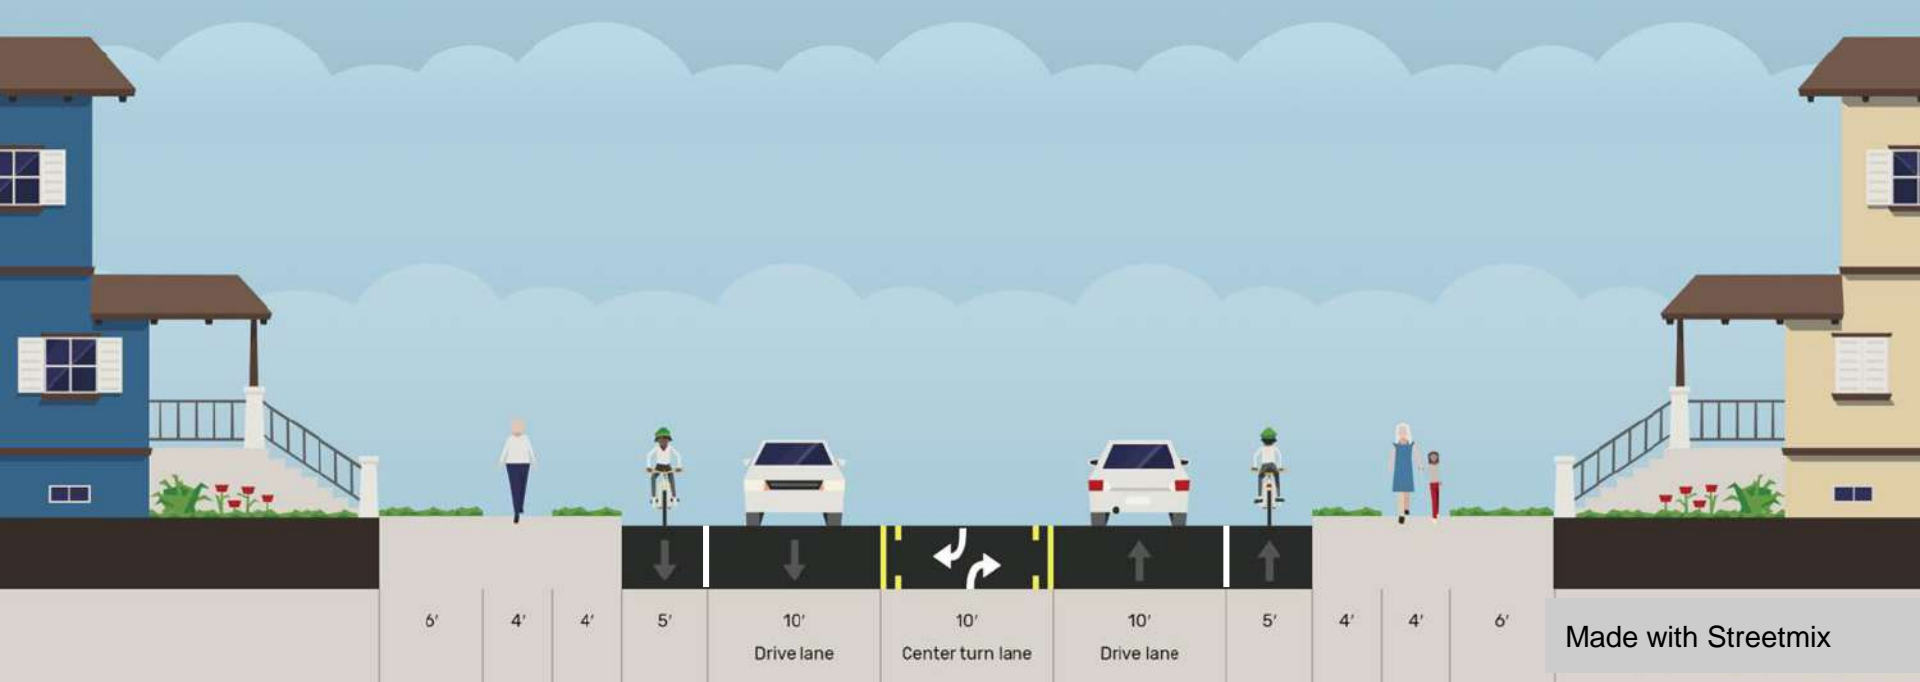 6' 4' 4' 5' 10' 10' 10' 5' 4' 4' 6'
Drive lane Center turn lane Drive lane
Made with Streetmix